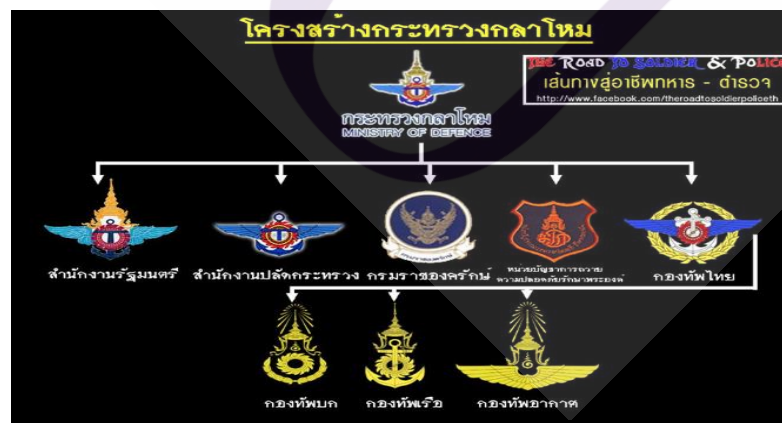 โครงสร้างกระทรวงกลาโหม
THE ROAD TO SOLDIER & POLICE
เส้นทางสู่อาชีพทหาร - ตำรวจ
http://www.facebook.com/theroadtosoldierpoliceth
กระทรวงกลาโหม
MINISTRY OF DEFENCE
สำนักงานรัฐมนตรี
สำนักงานปลัดกระทรวง
กรมราชองครักษ์
หน่วยบัญชาการถวาย
ความปลอดภัยรักษาพระองค์
กองทัพไทย
กองทัพบก
กองทัพเรือ
กองทัพอากาศ